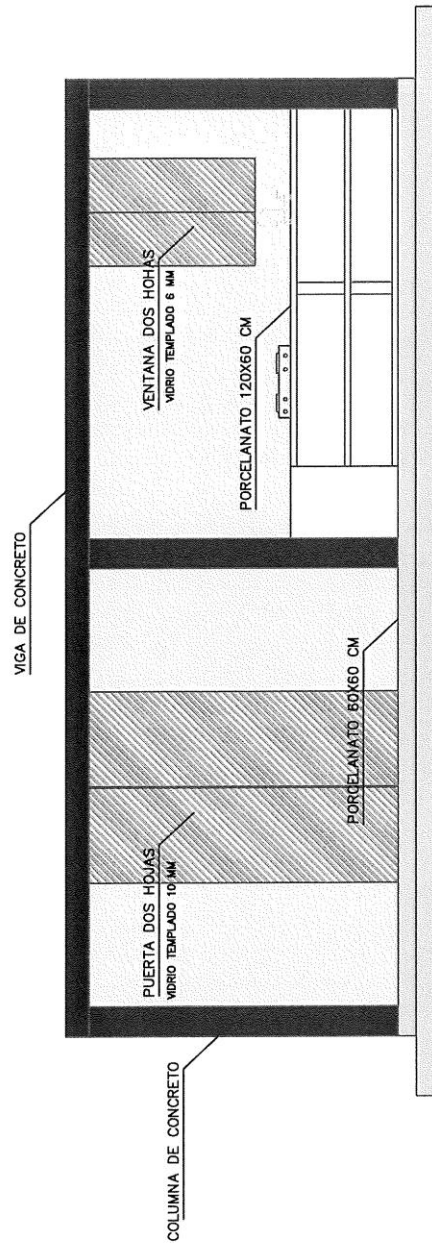 VIGA DE CONCRETO
COLUMNA DE CONCRETO
PUERTA DOS HOJAS
VIDRIO TEMPLADO 10 MM
VENTANA DOS HOHAS
VIDRIO TEMPLADO 6 MM
PORCELANATO 120X60 CM
PORCELANATO 60X60 CM